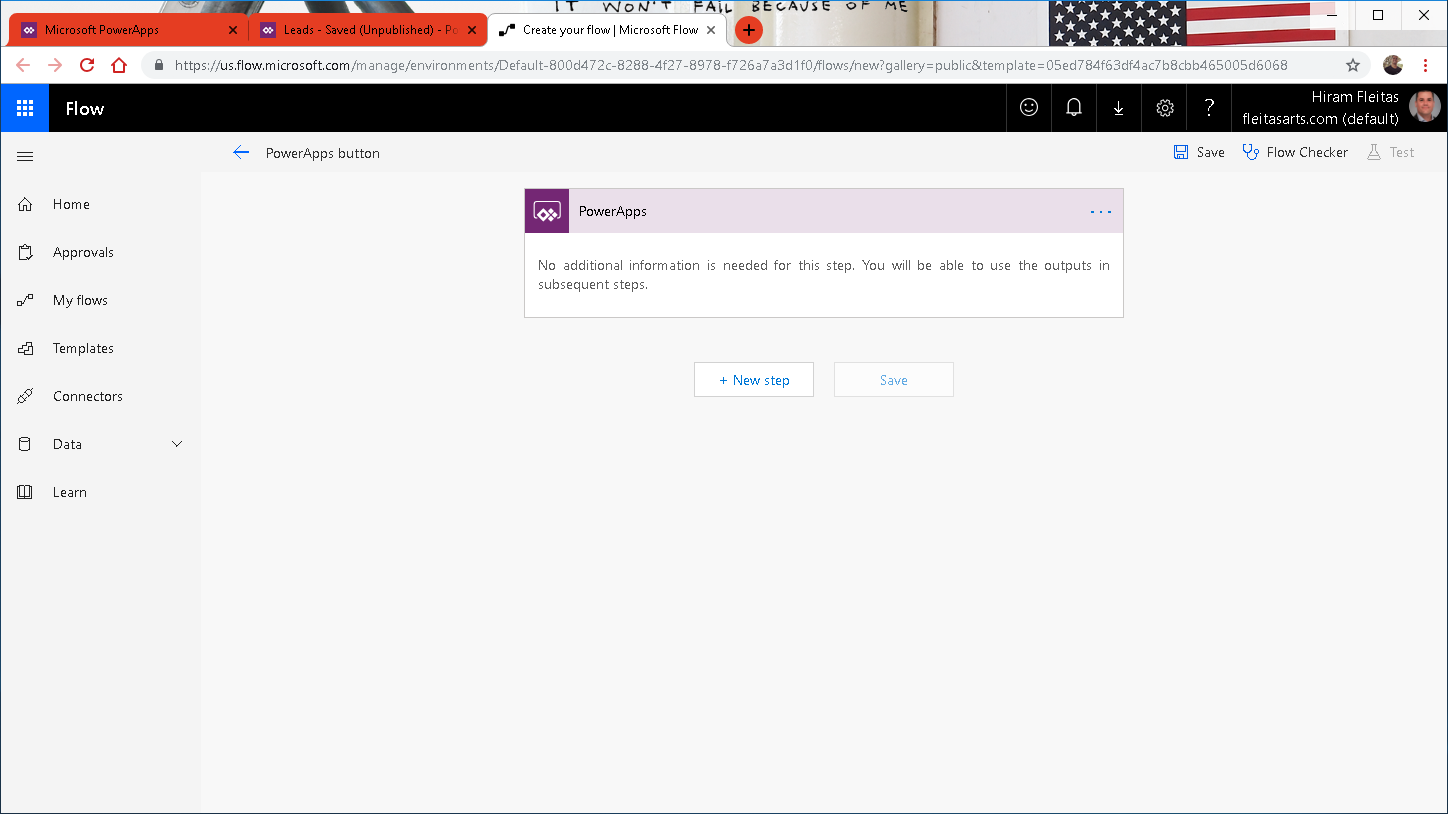 IT WON'T FAIL BECAUSE OF ME
Microsoft PowerApps
Leads - Saved (Unpublished) - Po
Create your flow | Microsoft Flow
https://us.flow.microsoft.com/manage/environments/Default-800d472c-8288-4f27-8978-f726a7a3d1f0/flows/new?gallery=public&template=05ed784f63df4ac7b8cbb465005d6068
Flow
?
Hiram Fleitas
fleitasarts.com (default)
PowerApps button
Save
Flow Checker
Test
Home
Approvals
My flows
Templates
Connectors
Data
Learn
PowerApps
...
No additional information is needed for this step. You will be able to use the outputs in
subsequent steps.
+ New step
Save